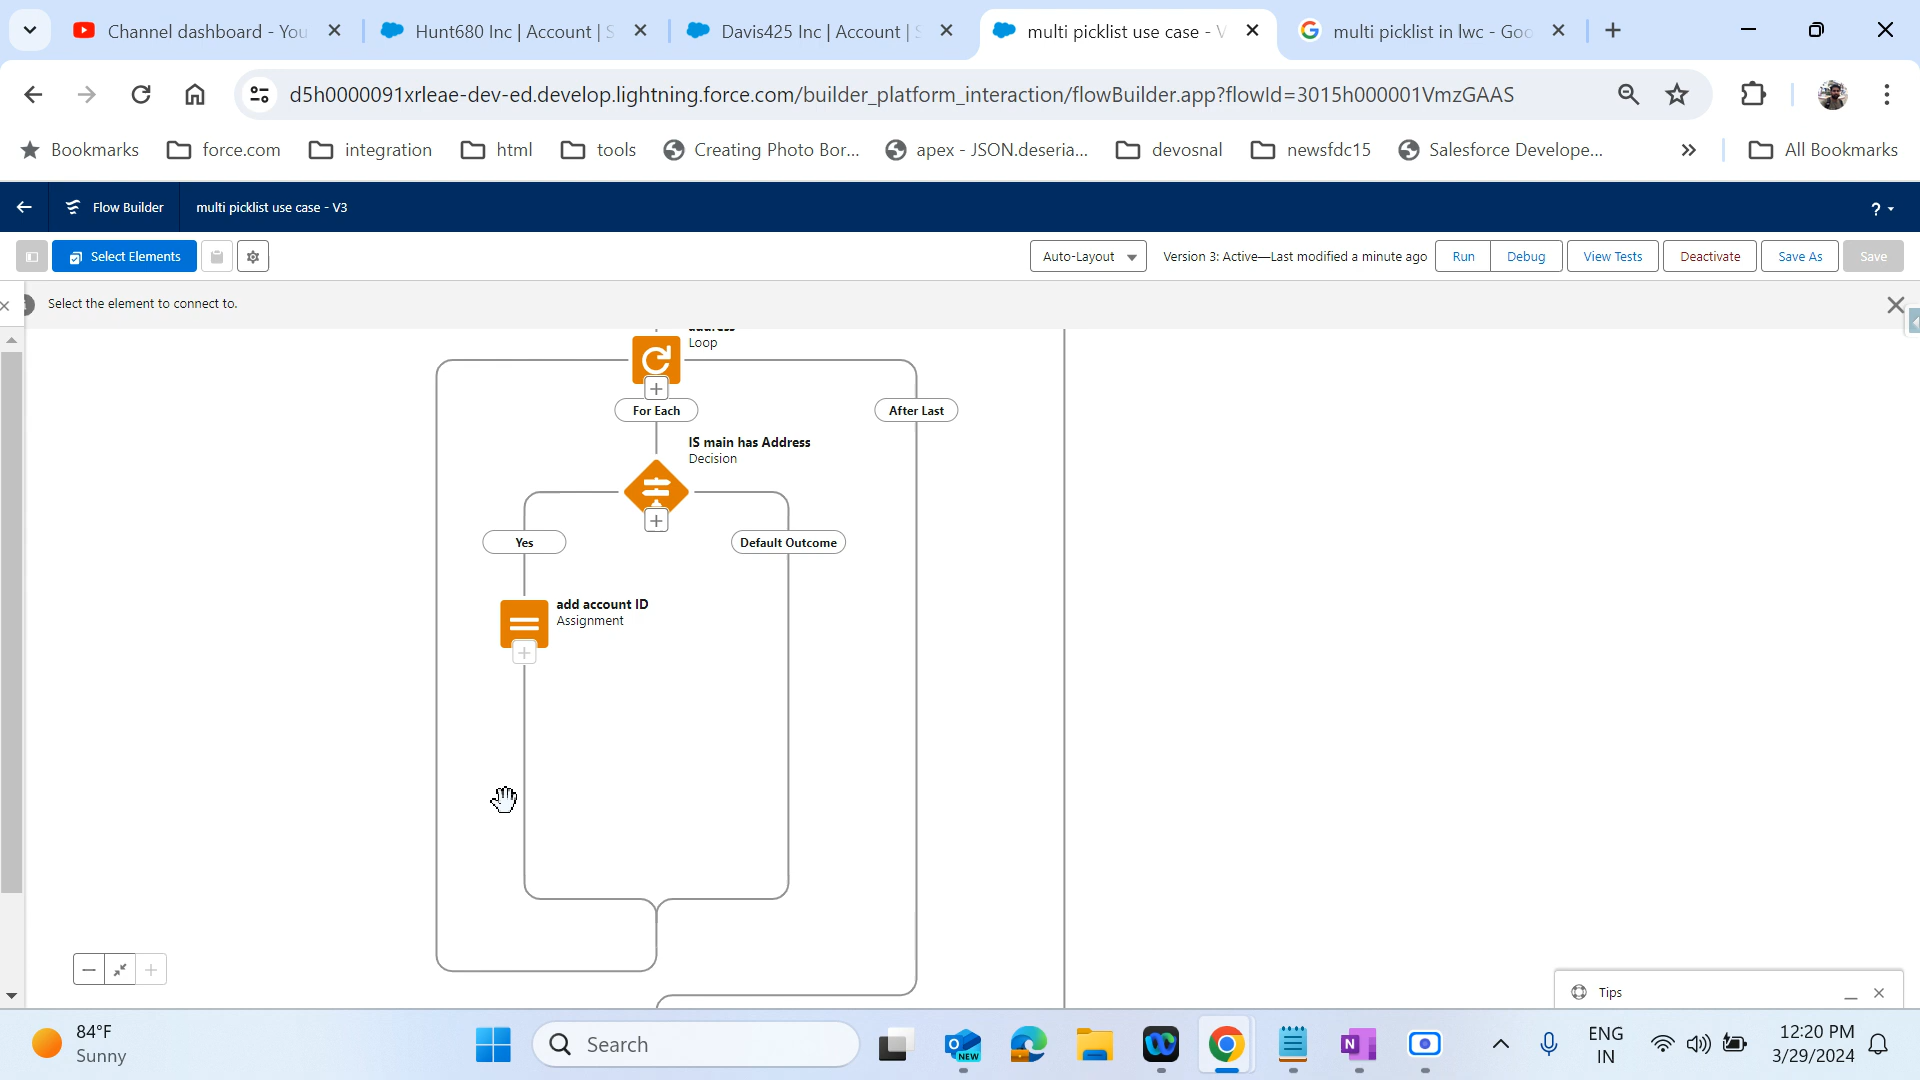 Channel dashboard - You
Hunt680 Inc | Account | S
Davis425 Inc | Account | S
multi picklist use case - V
multi picklist in lwc - Goo
d5h0000091xrleae-dev-ed.develop.lightning.force.com/builder_platform_interaction/flowBuilder.app?flowId=3015h000001VmzGAAS
Bookmarks
force.com
integration
html
tools
Creating Photo Bor...
apex - JSON.deseria...
devosnal
newsfdc15
Salesforce Develope...
»
All Bookmarks
Flow Builder
multi picklist use case - V3
?
Select Elements
Auto-Layout
Version 3: Active—Last modified a minute ago
Run
Debug
View Tests
Deactivate
Save As
Save
Select the element to connect to.
address
Loop
For Each
After Last
IS main has Address
Decision
Yes
Default Outcome
add account ID
Assignment
Tips
84°F
Sunny
Search
NEW
N
ENG
IN
12:20 PM
3/29/2024